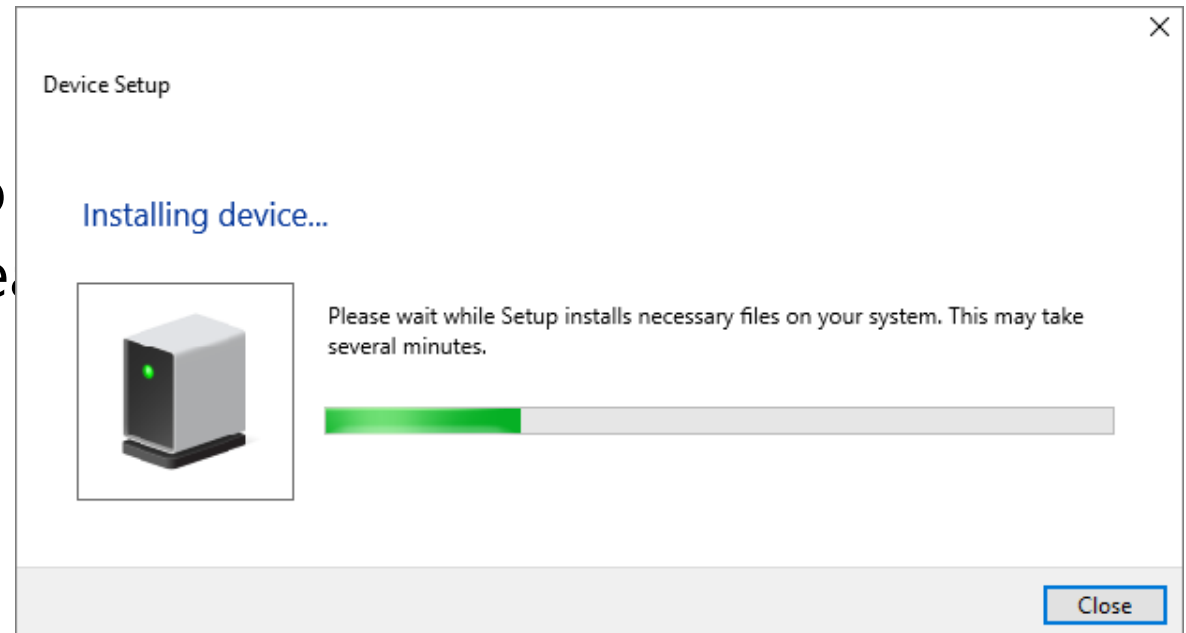 Device Setup
Installing device...
Please wait while Setup installs necessary files on your system. This may take
several minutes.
Close